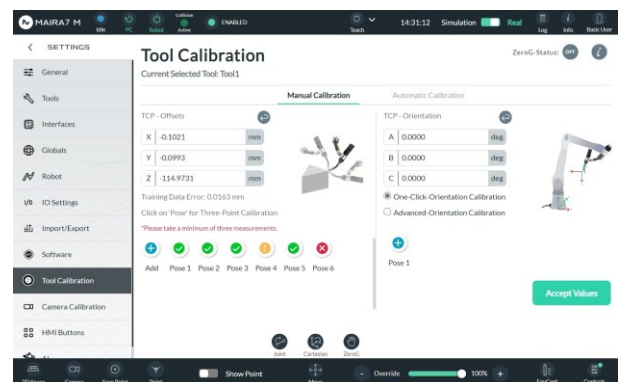 MAIRA7 M
Idle
PC
Robot
Collision
Active
ENABLED
Teach
14:31:12
Simulation
Real
Log
Info
Basic User
SETTINGS
General
Tools
Interfaces
Globals
Robot
I/O
IO Settings
Import/Export
Software
Tool Calibration
Camera Calibration
HMI Buttons
Tool Calibration
Current Selected Tool: Tool1
ZeroG-Status:
OFF
i
Manual Calibration
Automatic Calibration
TCP - Offsets
X -0.1021 mm
Y -0.0993 mm
Z -114.9731 mm
Training Data Error: 0.0163 mm
Click on 'Pose' for Three-Point Calibration
*Please take a minimum of three measurements.
Add Pose 1 Pose 2 Pose 3 Pose 4 Pose 5 Pose 6
TCP - Orientation
A 0.0000 deg
B 0.0000 deg
C 0.0000 deg
One-Click-Orientation Calibration
Advanced-Orientation Calibration
Pose 1
Accept Values
Joint
Cartesian
ZeroG
Show Point
Override
-
100%
+